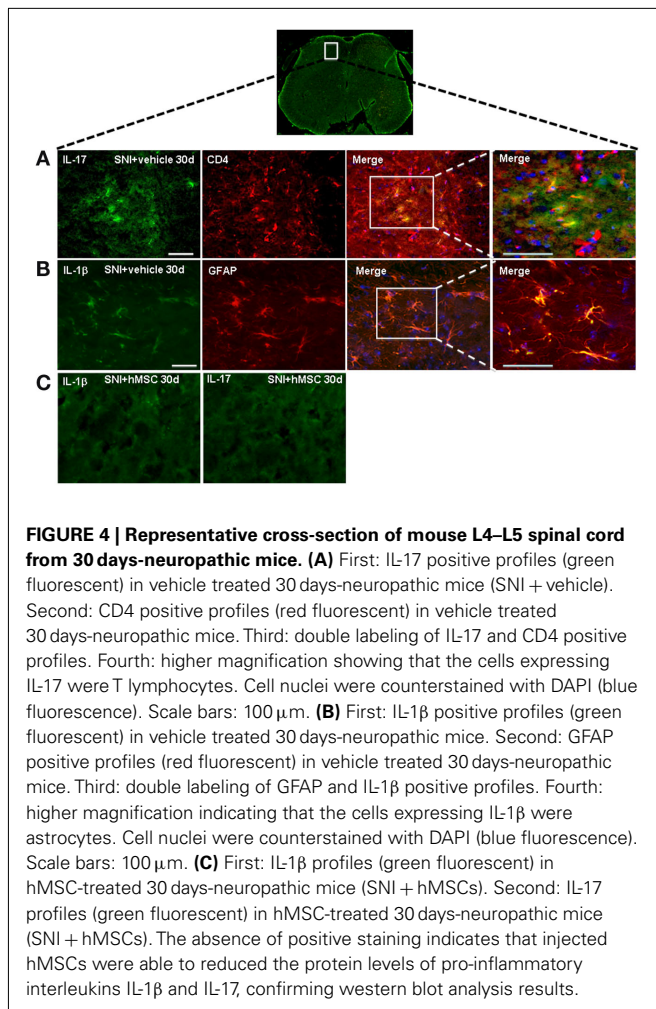 A
IL-17 SNI+vehicle 30d
CD4
Merge
Merge
B
IL-1β SNI+vehicle 30d
GFAP
Merge
Merge
C
IL-1β SNI+hMSC 30d
IL-17 SNI+hMSC 30d
FIGURE 4 | Representative cross-section of mouse L4–L5 spinal cord
from 30 days-neuropathic mice. (A) First: IL-17 positive profiles (green
fluorescent) in vehicle treated 30 days-neuropathic mice (SNI + vehicle).
Second: CD4 positive profiles (red fluorescent) in vehicle treated
30 days-neuropathic mice. Third: double labeling of IL-17 and CD4 positive
profiles. Fourth: higher magnification showing that the cells expressing
IL-17 were T lymphocytes. Cell nuclei were counterstained with DAPI (blue
fluorescence). Scale bars: 100 μm. (B) First: IL-1β positive profiles (green
fluorescent) in vehicle treated 30 days-neuropathic mice. Second: GFAP
positive profiles (red fluorescent) in vehicle treated 30 days-neuropathic
mice. Third: double labeling of GFAP and IL-1β positive profiles. Fourth:
higher magnification indicating that the cells expressing IL-1β were
astrocytes. Cell nuclei were counterstained with DAPI (blue fluorescence).
Scale bars: 100 μm. (C) First: IL-1β profiles (green fluorescent) in
hMSC-treated 30 days-neuropathic mice (SNI + hMSCs). Second: IL-17
profiles (green fluorescent) in hMSC-treated 30 days-neuropathic mice
(SNI + hMSCs). The absence of positive staining indicates that injected
hMSCs were able to reduced the protein levels of pro-inflammatory
interleukins IL-1β and IL-17, confirming western blot analysis results.